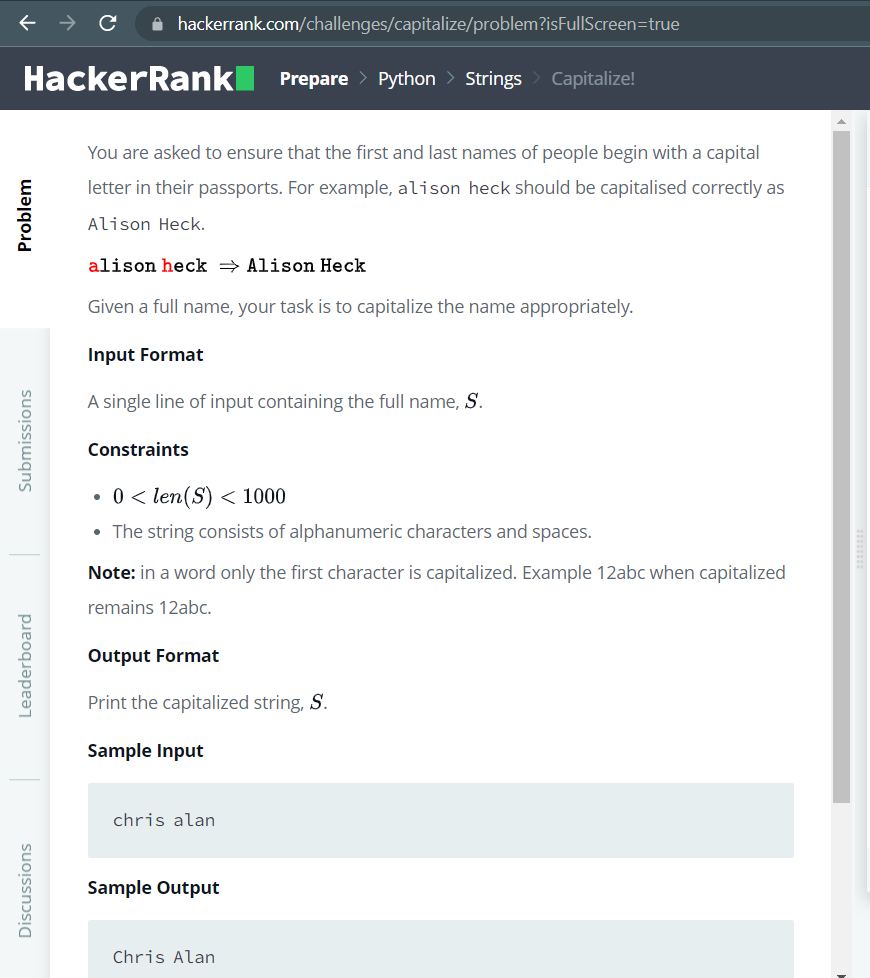 hackerrank.com/challenges/capitalize/problem?isFullScreen=true
HackerRank Prepare > Python > Strings > Capitalize!
Problem
Submissions
Leaderboard
Discussions
You are asked to ensure that the first and last names of people begin with a capital
letter in their passports. For example, alison heck should be capitalised correctly as
Alison Heck.
alison heck ⇒ Alison Heck
Given a full name, your task is to capitalize the name appropriately.
Input Format
A single line of input containing the full name, S.
Constraints
• 0 < len(S) < 1000
• The string consists of alphanumeric characters and spaces.
Note: in a word only the first character is capitalized. Example 12abc when capitalized
remains 12abc.
Output Format
Print the capitalized string, S.
Sample Input
chris alan
Sample Output
Chris Alan